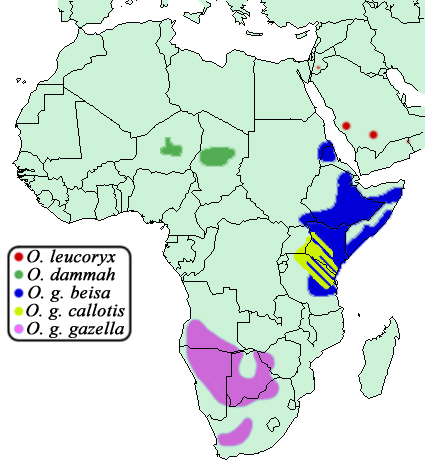 O. leucoryx
O. dammah
O. g. beisa
O. g. callotis
O. g. gazella